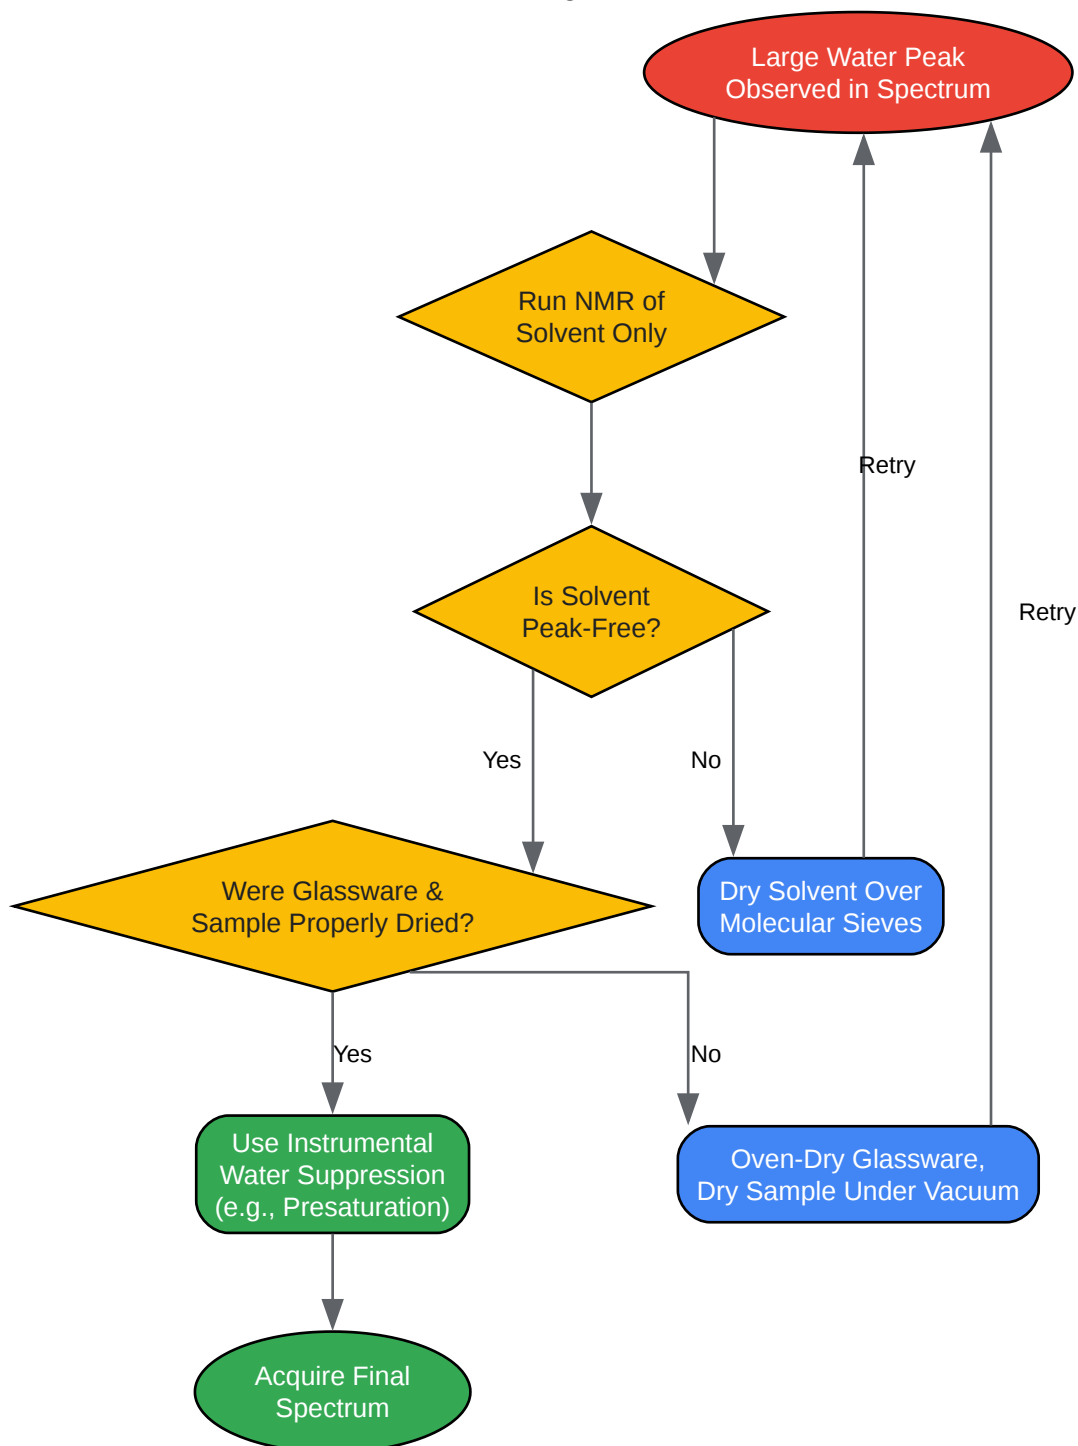 Large Water Peak
Observed in Spectrum
Run NMR of
Solvent Only
Retry
Is Solvent
Peak-Free?
Retry
Yes
No
Were Glassware &
Sample Properly Dried?
Dry Solvent Over
Molecular Sieves
Yes
No
Use Instrumental
Water Suppression
(e.g., Presaturation)
Oven-Dry Glassware,
Dry Sample Under Vacuum
Acquire Final
Spectrum